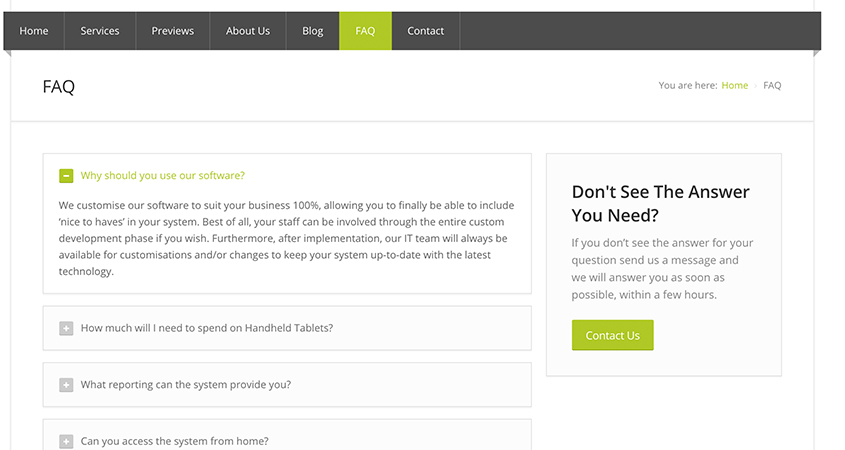 Home Services Previews About Us Blog FAQ Contact
FAQ
You are here: Home › FAQ
Why should you use our software?
We customise our software to suit your business 100%, allowing you to finally be able to include
‘nice to haves’ in your system. Best of all, your staff can be involved through the entire custom
development phase if you wish. Furthermore, after implementation, our IT team will always be
available for customisations and/or changes to keep your system up-to-date with the latest
technology.
How much will I need to spend on Handheld Tablets?
What reporting can the system provide you?
Can you access the system from home?
Don't See The Answer
You Need?
If you don’t see the answer for your
question send us a message and
we will answer you as soon as
possible, within a few hours.
Contact Us